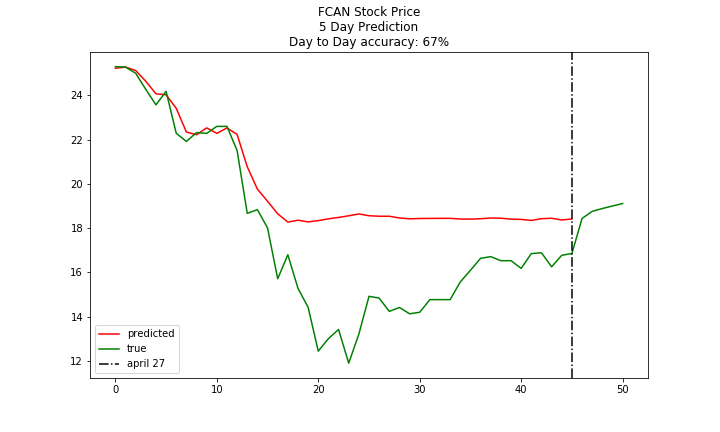 FCAN Stock Price
5 Day Prediction
Day to Day accuracy: 67%
24
22
20
18
16
14
12
predicted
true
april 27
0 10 20 30 40 50